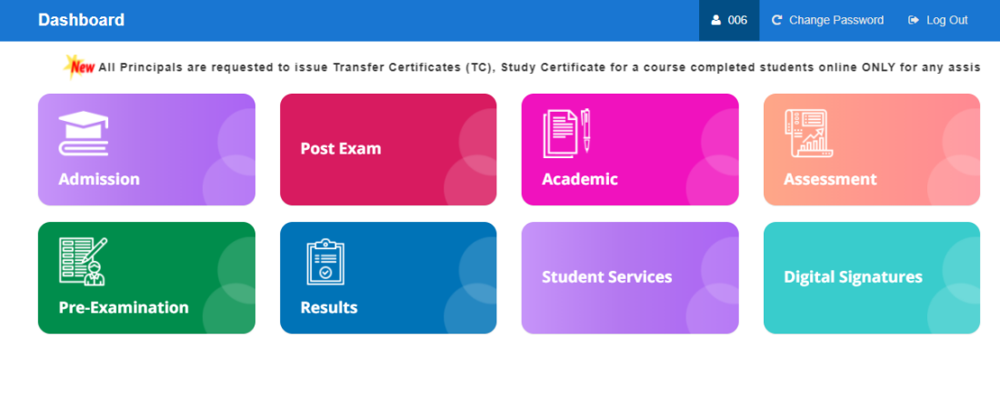 Dashboard 006 Change Password Log Out
New All Principals are requested to issue Transfer Certificates (TC), Study Certificate for a course completed students online ONLY for any assis
Admission
Post Exam
Academic
Assessment
Pre-Examination
Results
Student Services
Digital Signatures